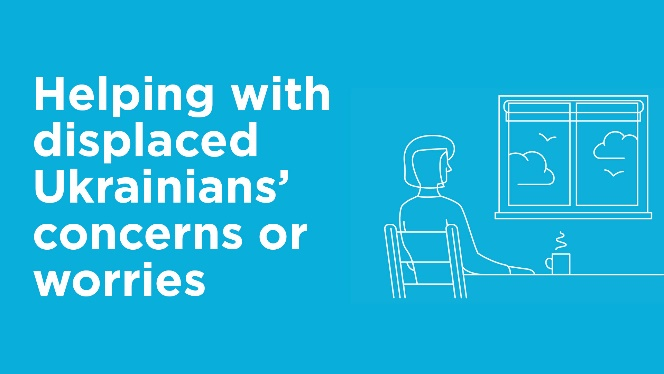 Helping with
displaced
Ukrainians’
concerns or
worries